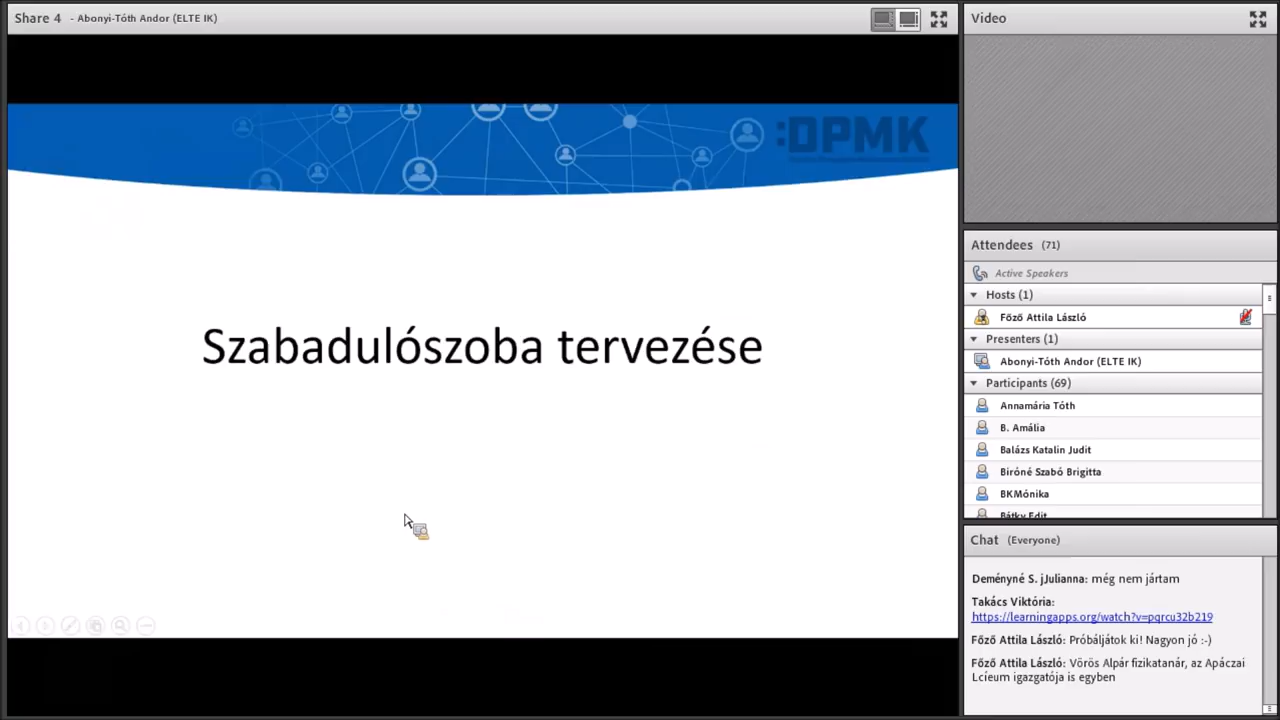 Share 4 - Abonyi-Tóth Andor (ELTE IK)
:DPMK
Szabadulószoba tervezése
Video
Attendees (71)
Active Speakers
Hosts (1)
Főző Attila László
Presenters (1)
Abonyi-Tóth Andor (ELTE IK)
Participants (69)
Annamária Tóth
B. Amália
Balázs Katalin Judit
Biróné Szabó Brigitta
BKMónika
Bátky Edit
Chat (Everyone)
Deményné S. jJulianna: még nem jártam
Takács Viktória:
https://learningapps.org/watch?v=pqrcu32b219
Főző Attila László: Próbáljátok ki! Nagyon jó :-)
Főző Attila László: Vörös Alpár fizikatanár, az Apáczai
Lcíeum igazgatója is egyben